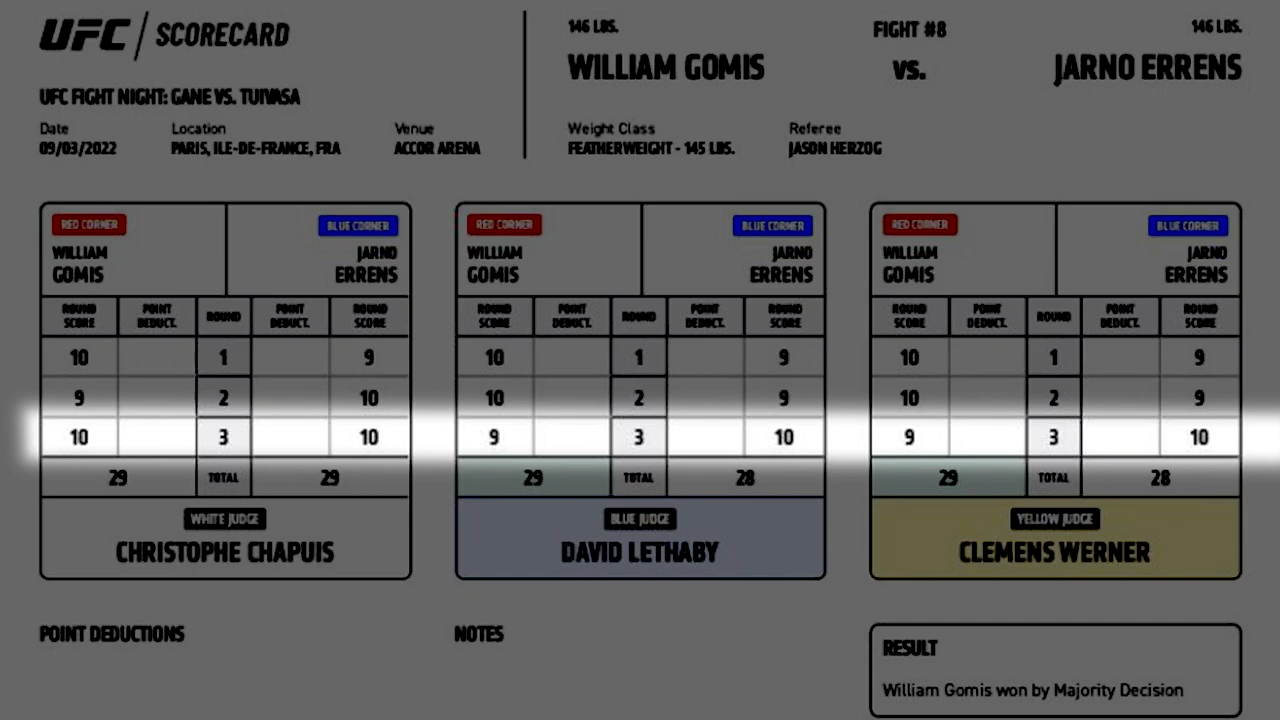 UFC / SCORECARD
UFC FIGHT NIGHT: GANE VS. TUIVASA
Date Location Venue
09/03/2022 PARIS, ILE-DE-FRANCE, FRA ACCOR ARENA
146 LBS. FIGHT #8 146 LBS.
WILLIAM GOMIS VS. JARNO ERRENS
Weight Class Referee
FEATHERWEIGHT - 145 LBS. JASON HERZOG
RED CORNER BLUE CORNER
WILLIAM JARNO
GOMIS ERRENS
ROUND POINT ROUND POINT ROUND
SCORE DEDUCT. DEDUCT. SCORE
10 1 9
9 2 10
10 3 10
29 TOTAL 29
WHITE JUDGE
CHRISTOPHE CHAPUIS
RED CORNER BLUE CORNER
WILLIAM JARNO
GOMIS ERRENS
ROUND POINT ROUND POINT ROUND
SCORE DEDUCT. DEDUCT. SCORE
10 1 9
10 2 9
9 3 10
29 TOTAL 28
BLUE JUDGE
DAVID LETHABY
RED CORNER BLUE CORNER
WILLIAM JARNO
GOMIS ERRENS
ROUND POINT ROUND POINT ROUND
SCORE DEDUCT. DEDUCT. SCORE
10 1 9
10 2 9
9 3 10
29 TOTAL 28
YELLOW JUDGE
CLEMENS WERNER
POINT DEDUCTIONS
NOTES
RESULT
William Gomis won by Majority Decision